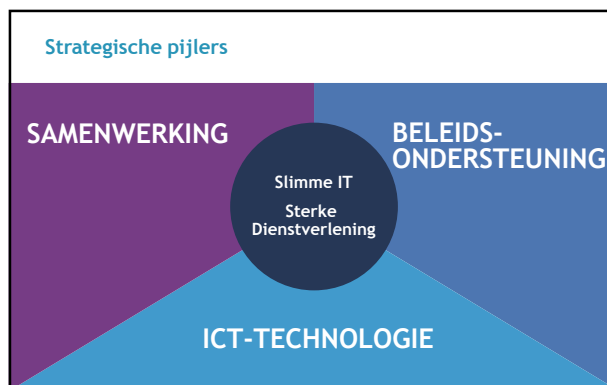 Strategische pijlers
SAMENWERKING
BELEIDS-
ONDERSTEUNING
Slimme IT
Sterke
Dienstverlening
ICT-TECHNOLOGIE